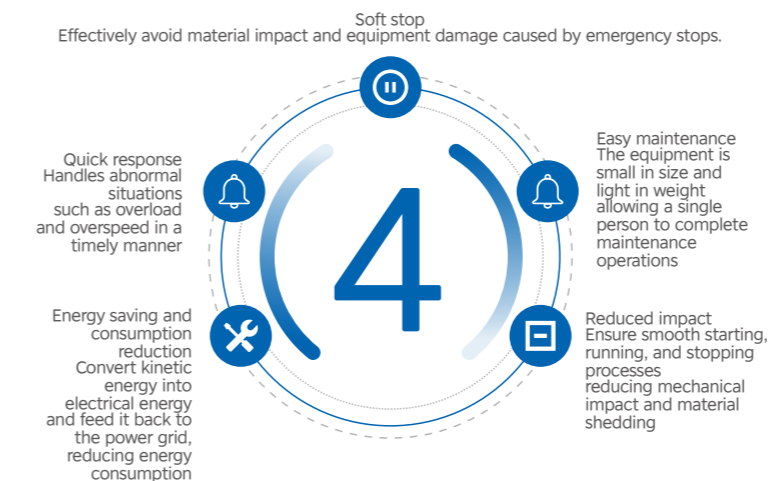 Soft stop
Effectively avoid material impact and equipment damage caused by emergency stops.
Quick response
Handles abnormal
situations
such as overload
and overspeed in a
timely manner
Easy maintenance
The equipment is
small in size and
light in weight
allowing a single
person to complete
maintenance
operations
4
Energy saving and
consumption
reduction
Convert kinetic
energy into
electrical energy
and feed it back to
the power grid,
reducing energy
consumption
Reduced impact
Ensure smooth starting,
running, and stopping
processes
reducing mechanical
impact and material
shedding